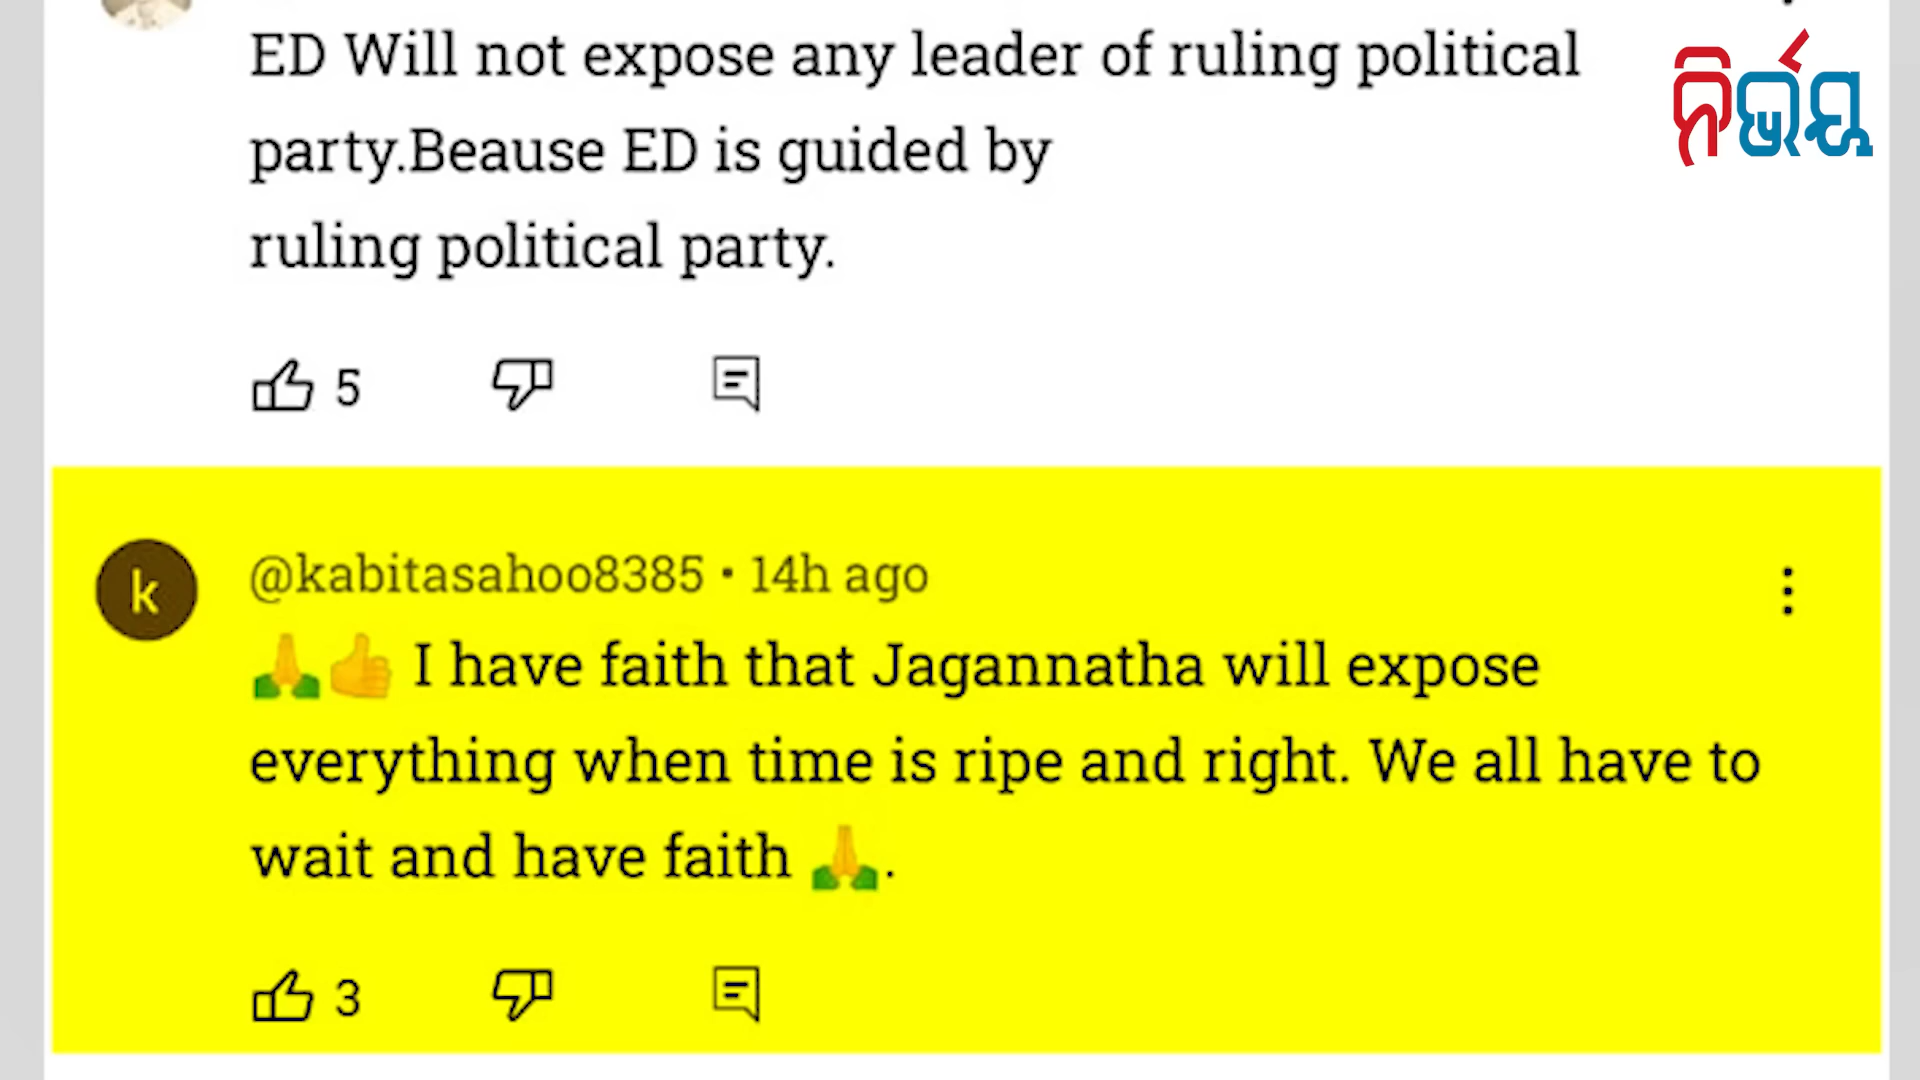 ED Will not expose any leader of ruling political
ନିର୍ଭୟ
party.Beause ED is guided by
ruling political party.
5
k
@kabitasahoo8385 • 14h ago
🙏👍 I have faith that Jagannatha will expose
everything when time is ripe and right. We all have to
wait and have faith 🙏.
3